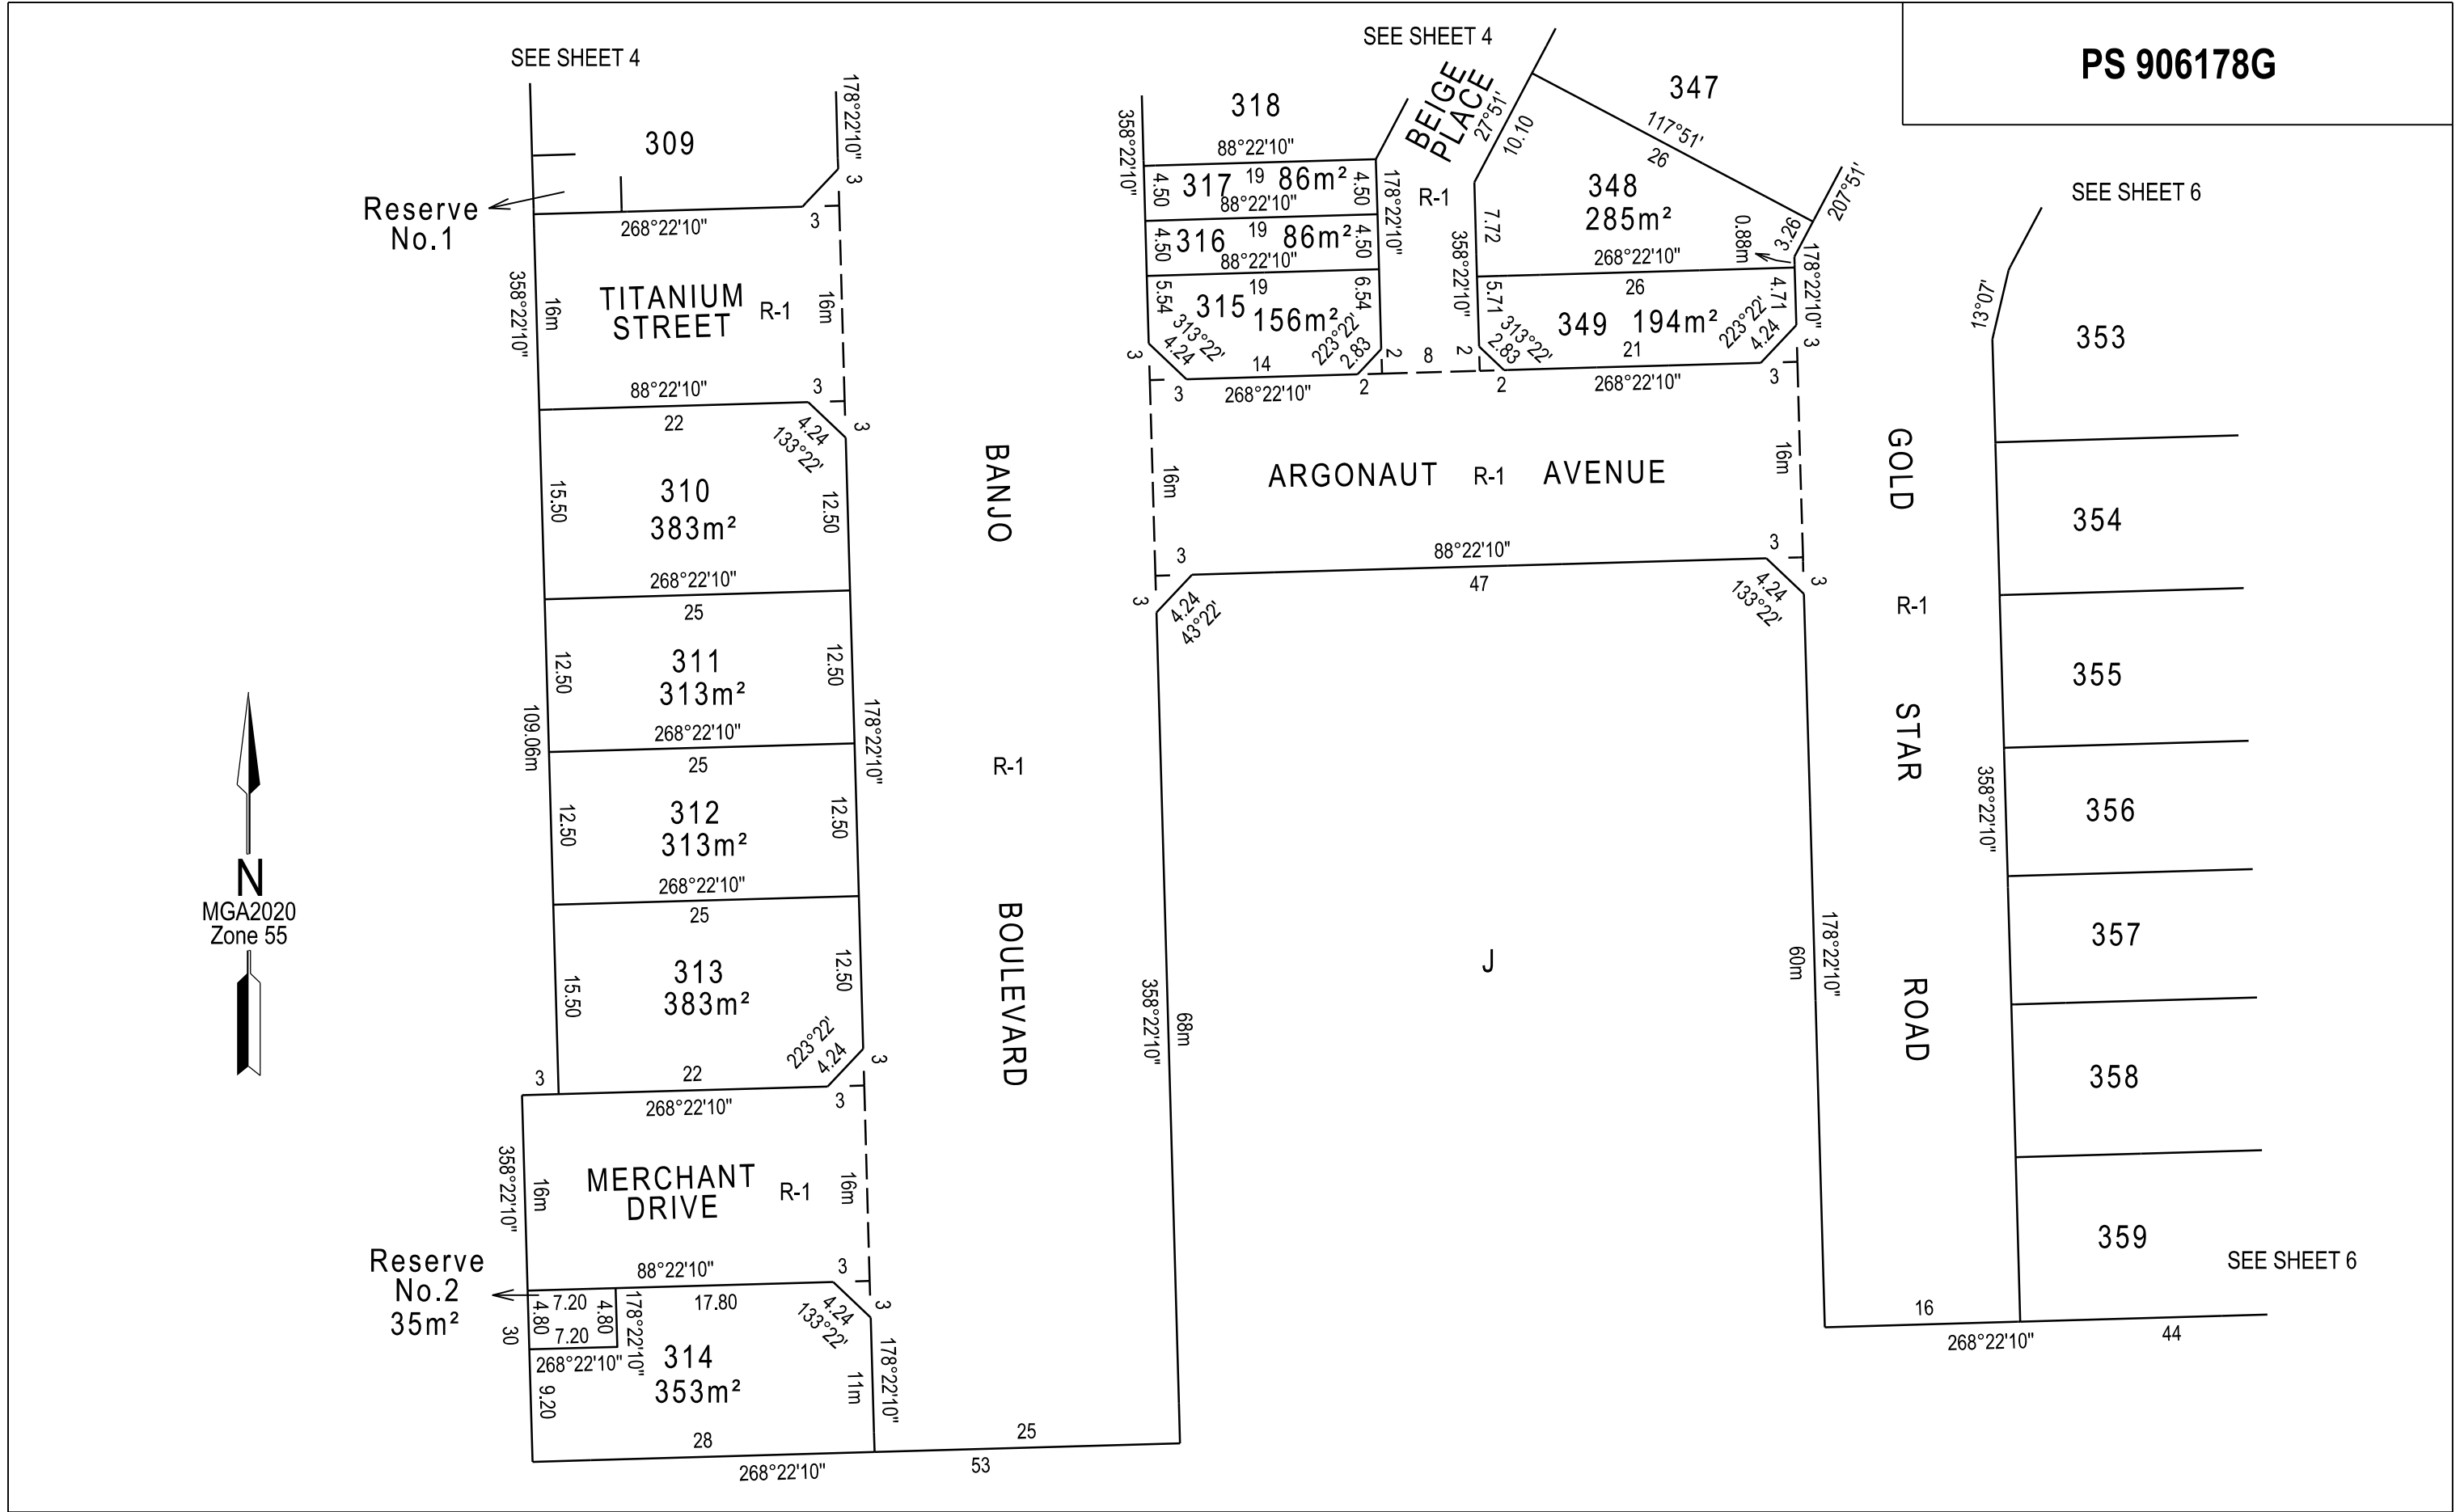 PS 906178G
SEE SHEET 4
SEE SHEET 4
SEE SHEET 6
309
178°22'10"
3
3
Reserve
No.1
268°22'10"
358°22'10"
16m
TITANIUM
STREET
R-1
16m
88°22'10"
3
22
3
4.24
133°22'
310
383m²
15.50
12.50
268°22'10"
25
311
313m²
12.50
12.50
109.06m
178°22'10"
268°22'10"
25
312
313m²
12.50
12.50
268°22'10"
25
313
383m²
15.50
12.50
223°22'
4.24
3
3
22
3
268°22'10"
358°22'10"
16m
MERCHANT
DRIVE
R-1
16m
88°22'10"
3
Reserve
No.2
35m²
4.80
7.20
4.80
7.20
30
178°22'10"
17.80
4.24
133°22'
3
268°22'10"
314
353m²
9.20
11m
178°22'10"
28
25
268°22'10"
53
N
MGA2020
Zone 55
BANJO
R-1
BOULEVARD
318
358°22'10"
88°22'10"
4.50
317
19
86m²
4.50
88°22'10"
178°22'10"
4.50
316
19
86m²
4.50
88°22'10"
19
5.54
315
156m²
6.54
313°22'
4.24
223°22'
2.83
3
3
14
268°22'10"
2
2
8
2
2
BEIGE
PLACE
27°51'
10.10
R-1
347
117°51'
26
348
285m²
7.72
358°22'10"
0.88m
3.26
207°51'
268°22'10"
26
178°22'10"
5.71
349
194m²
4.71
313°22'
2.83
223°22'
4.24
21
268°22'10"
3
3
16m
ARGONAUT
R-1
AVENUE
16m
3
88°22'10"
3
47
3
4.24
43°22'
4.24
133°22'
3
J
358°22'10"
68m
60m
178°22'10"
GOLD
R-1
STAR
ROAD
13°07'
353
354
355
356
358°22'10"
357
358
359
SEE SHEET 6
16
268°22'10"
44